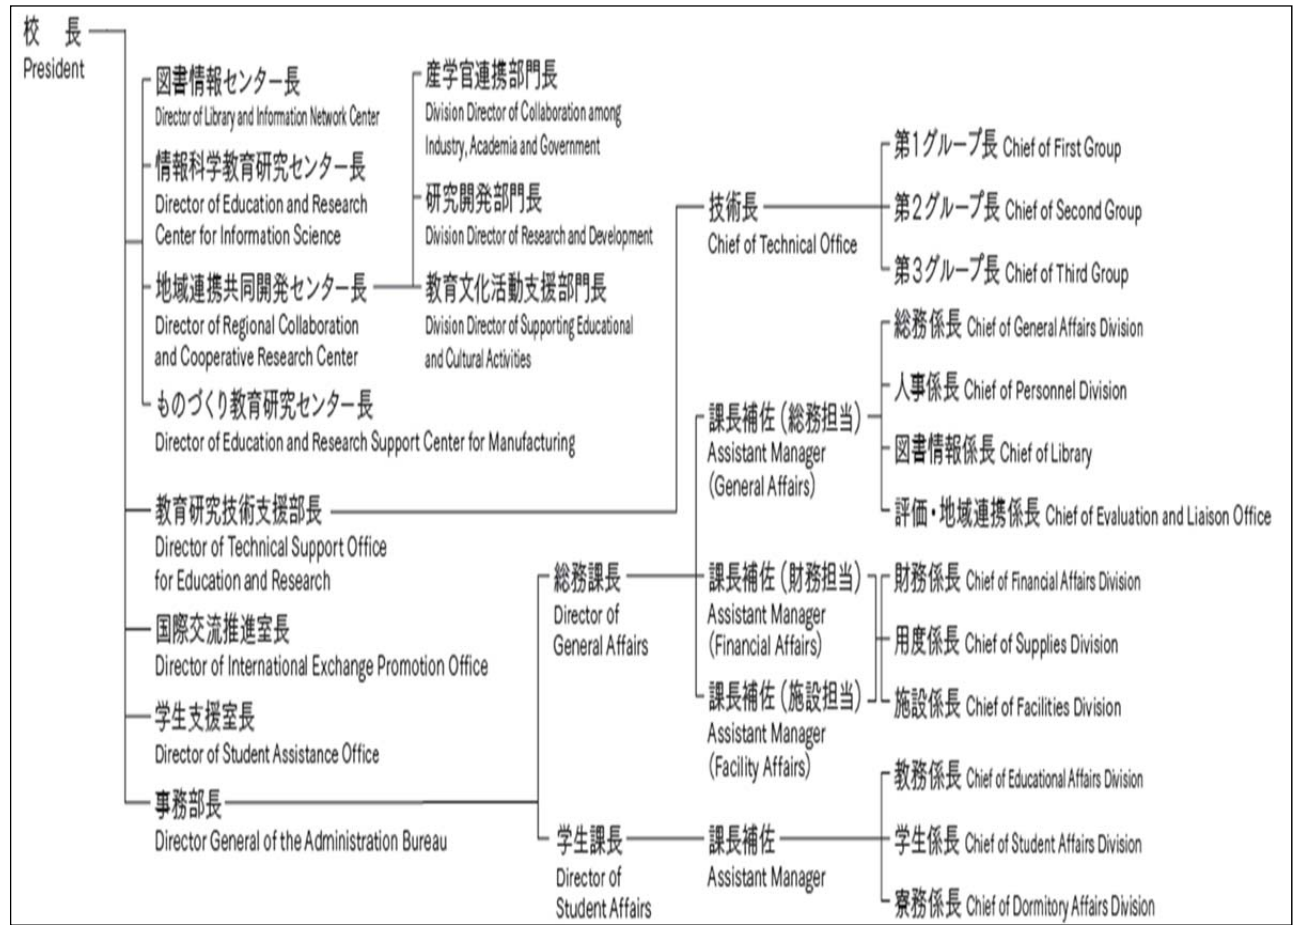 校 長
President
図書情報センター長
Director of Library and Information Network Center
情報科学教育研究センター長
Director of Education and Research
Center for Information Science
地域連携共同開発センター長
Director of Regional Collaboration
and Cooperative Research Center
ものづくり教育研究センター長
Director of Education and Research Support Center for Manufacturing
産学官連携部門長
Division Director of Collaboration among
Industry, Academia and Government
研究開発部門長
Division Director of Research and Development
教育文化活動支援部門長
Division Director of Supporting Educational
and Cultural Activities
教育研究技術支援部長
Director of Technical Support Office
for Education and Research
技術長
Chief of Technical Office
第1グループ長 Chief of First Group
第2グループ長 Chief of Second Group
第3グループ長 Chief of Third Group
国際交流推進室長
Director of International Exchange Promotion Office
学生支援室長
Director of Student Assistance Office
事務部長
Director General of the Administration Bureau
総務課長
Director of
General Affairs
課長補佐(総務担当)
Assistant Manager
(General Affairs)
総務係長 Chief of General Affairs Division
人事係長 Chief of Personnel Division
図書情報係長 Chief of Library
評価・地域連携係長 Chief of Evaluation and Liaison Office
課長補佐(財務担当)
Assistant Manager
(Financial Affairs)
課長補佐(施設担当)
Assistant Manager
(Facility Affairs)
財務係長 Chief of Financial Affairs Division
用度係長 Chief of Supplies Division
施設係長 Chief of Facilities Division
学生課長
Director of
Student Affairs
課長補佐
Assistant Manager
教務係長 Chief of Educational Affairs Division
学生係長 Chief of Student Affairs Division
寮務係長 Chief of Dormitory Affairs Division